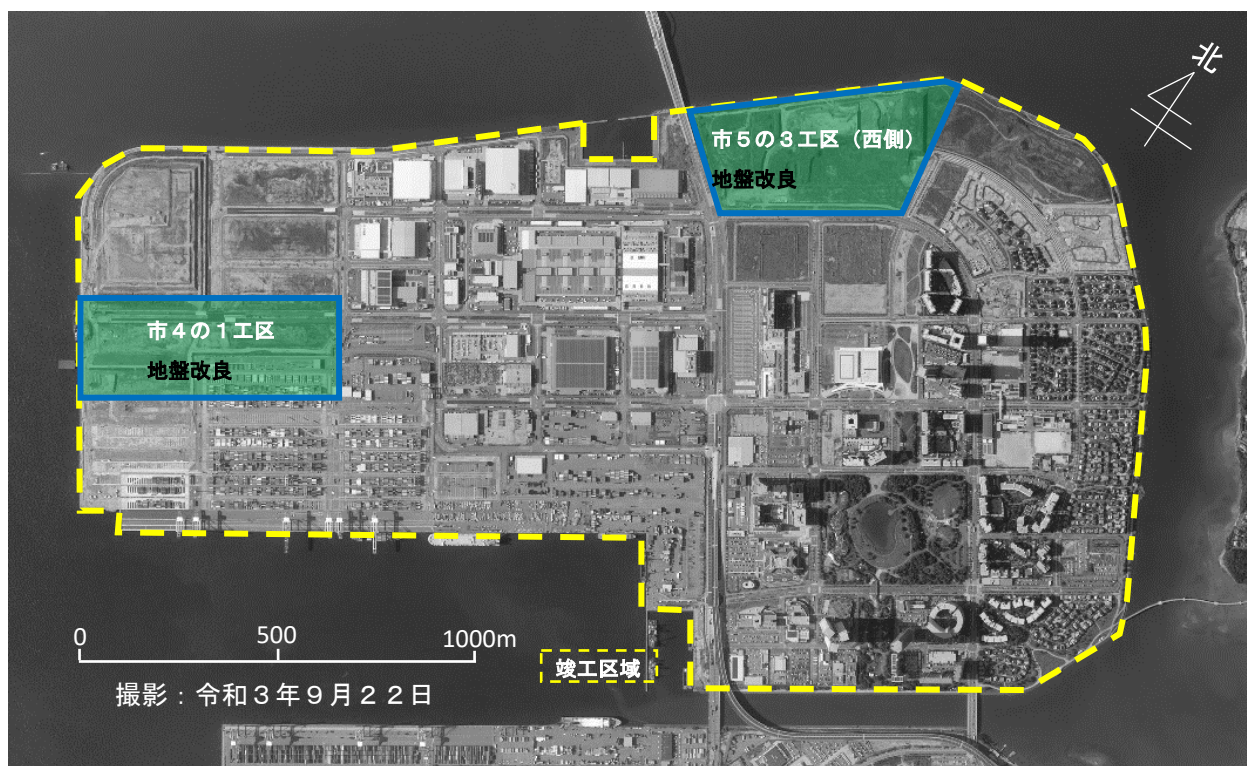 北
市５の３工区（西側）
地盤改良
市４の１工区
地盤改良
0 500 1000m
竣工区域
撮影：令和３年９月２２日